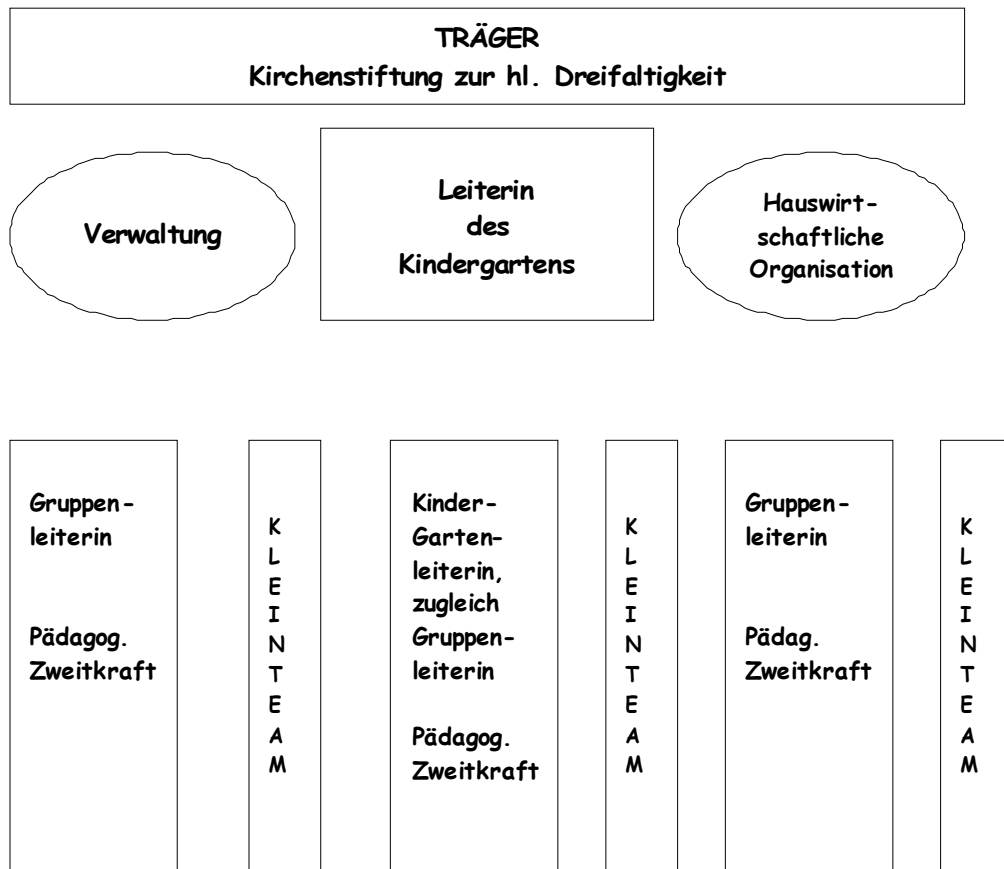 TRÄGER
Kirchenstiftung zur hl. Dreifaltigkeit
Verwaltung
Leiterin
des
Kindergartens
Hauswirt-
schaftliche
Organisation
Gruppen-
leiterin
Pädagog.
Zweitkraft
K
L
E
I
N
T
E
A
M
Kinder-
Garten-
leiterin,
zugleich
Gruppen-
leiterin
Pädagog.
Zweitkraft
K
L
E
I
N
T
E
A
M
Gruppen-
leiterin
Pädag.
Zweitkraft
K
L
E
I
N
T
E
A
M